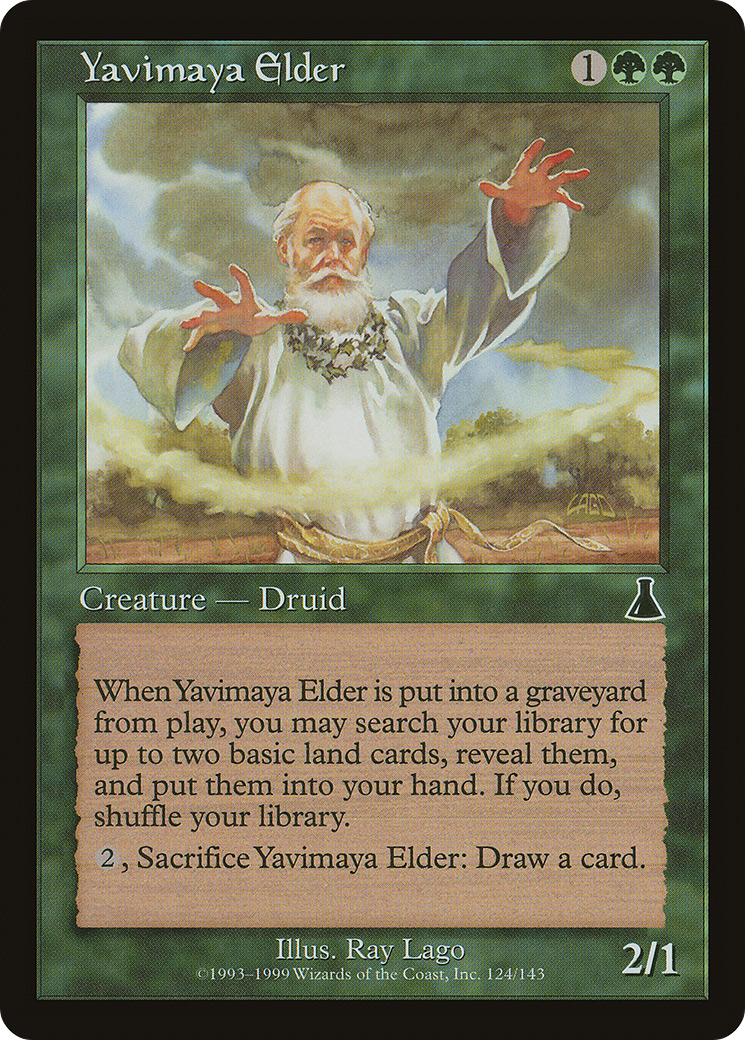 Yavimaya Elder 1
LAGO
Creature — Druid
When Yavimaya Elder is put into a graveyard
from play, you may search your library for
up to two basic land cards, reveal them,
and put them into your hand. If you do,
shuffle your library.
2, Sacrifice Yavimaya Elder: Draw a card.
Illus. Ray Lago
©1993–1999 Wizards of the Coast, Inc. 124/143
2/1